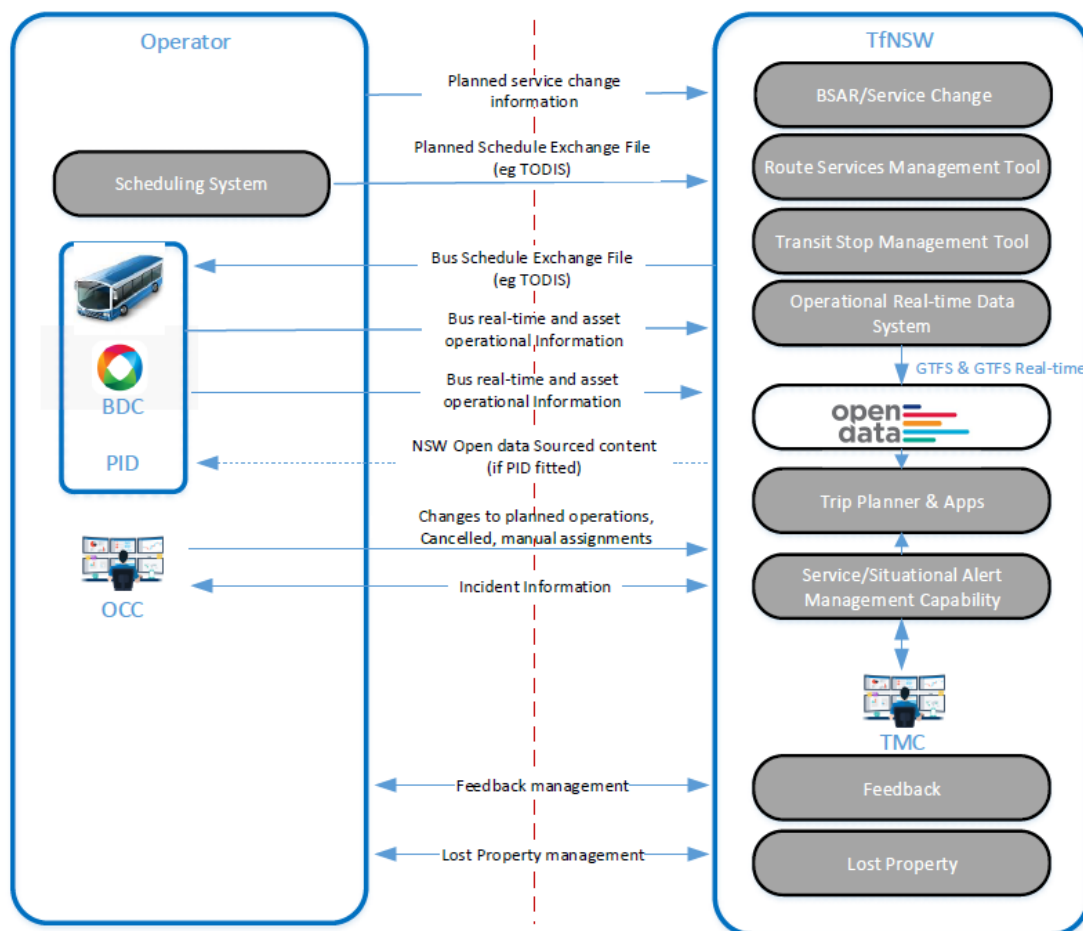 Operator
TfNSW
Planned service change
information
BSAR/Service Change
Planned Schedule Exchange File
(eg TODIS)
Scheduling System
Route Services Management Tool
Transit Stop Management Tool
Bus Schedule Exchange File
(eg TODIS)
Operational Real-time Data
System
Bus real-time and asset
operational Information
GTFS & GTFS Real-time
BDC
Bus real-time and asset
operational Information
open
data
PID
NSW Open data Sourced content
(if PID fitted)
Trip Planner & Apps
Changes to planned operations,
Cancelled, manual assignments
OCC
Incident Information
Service/Situational Alert
Management Capability
TMC
Feedback management
Feedback
Lost Property management
Lost Property